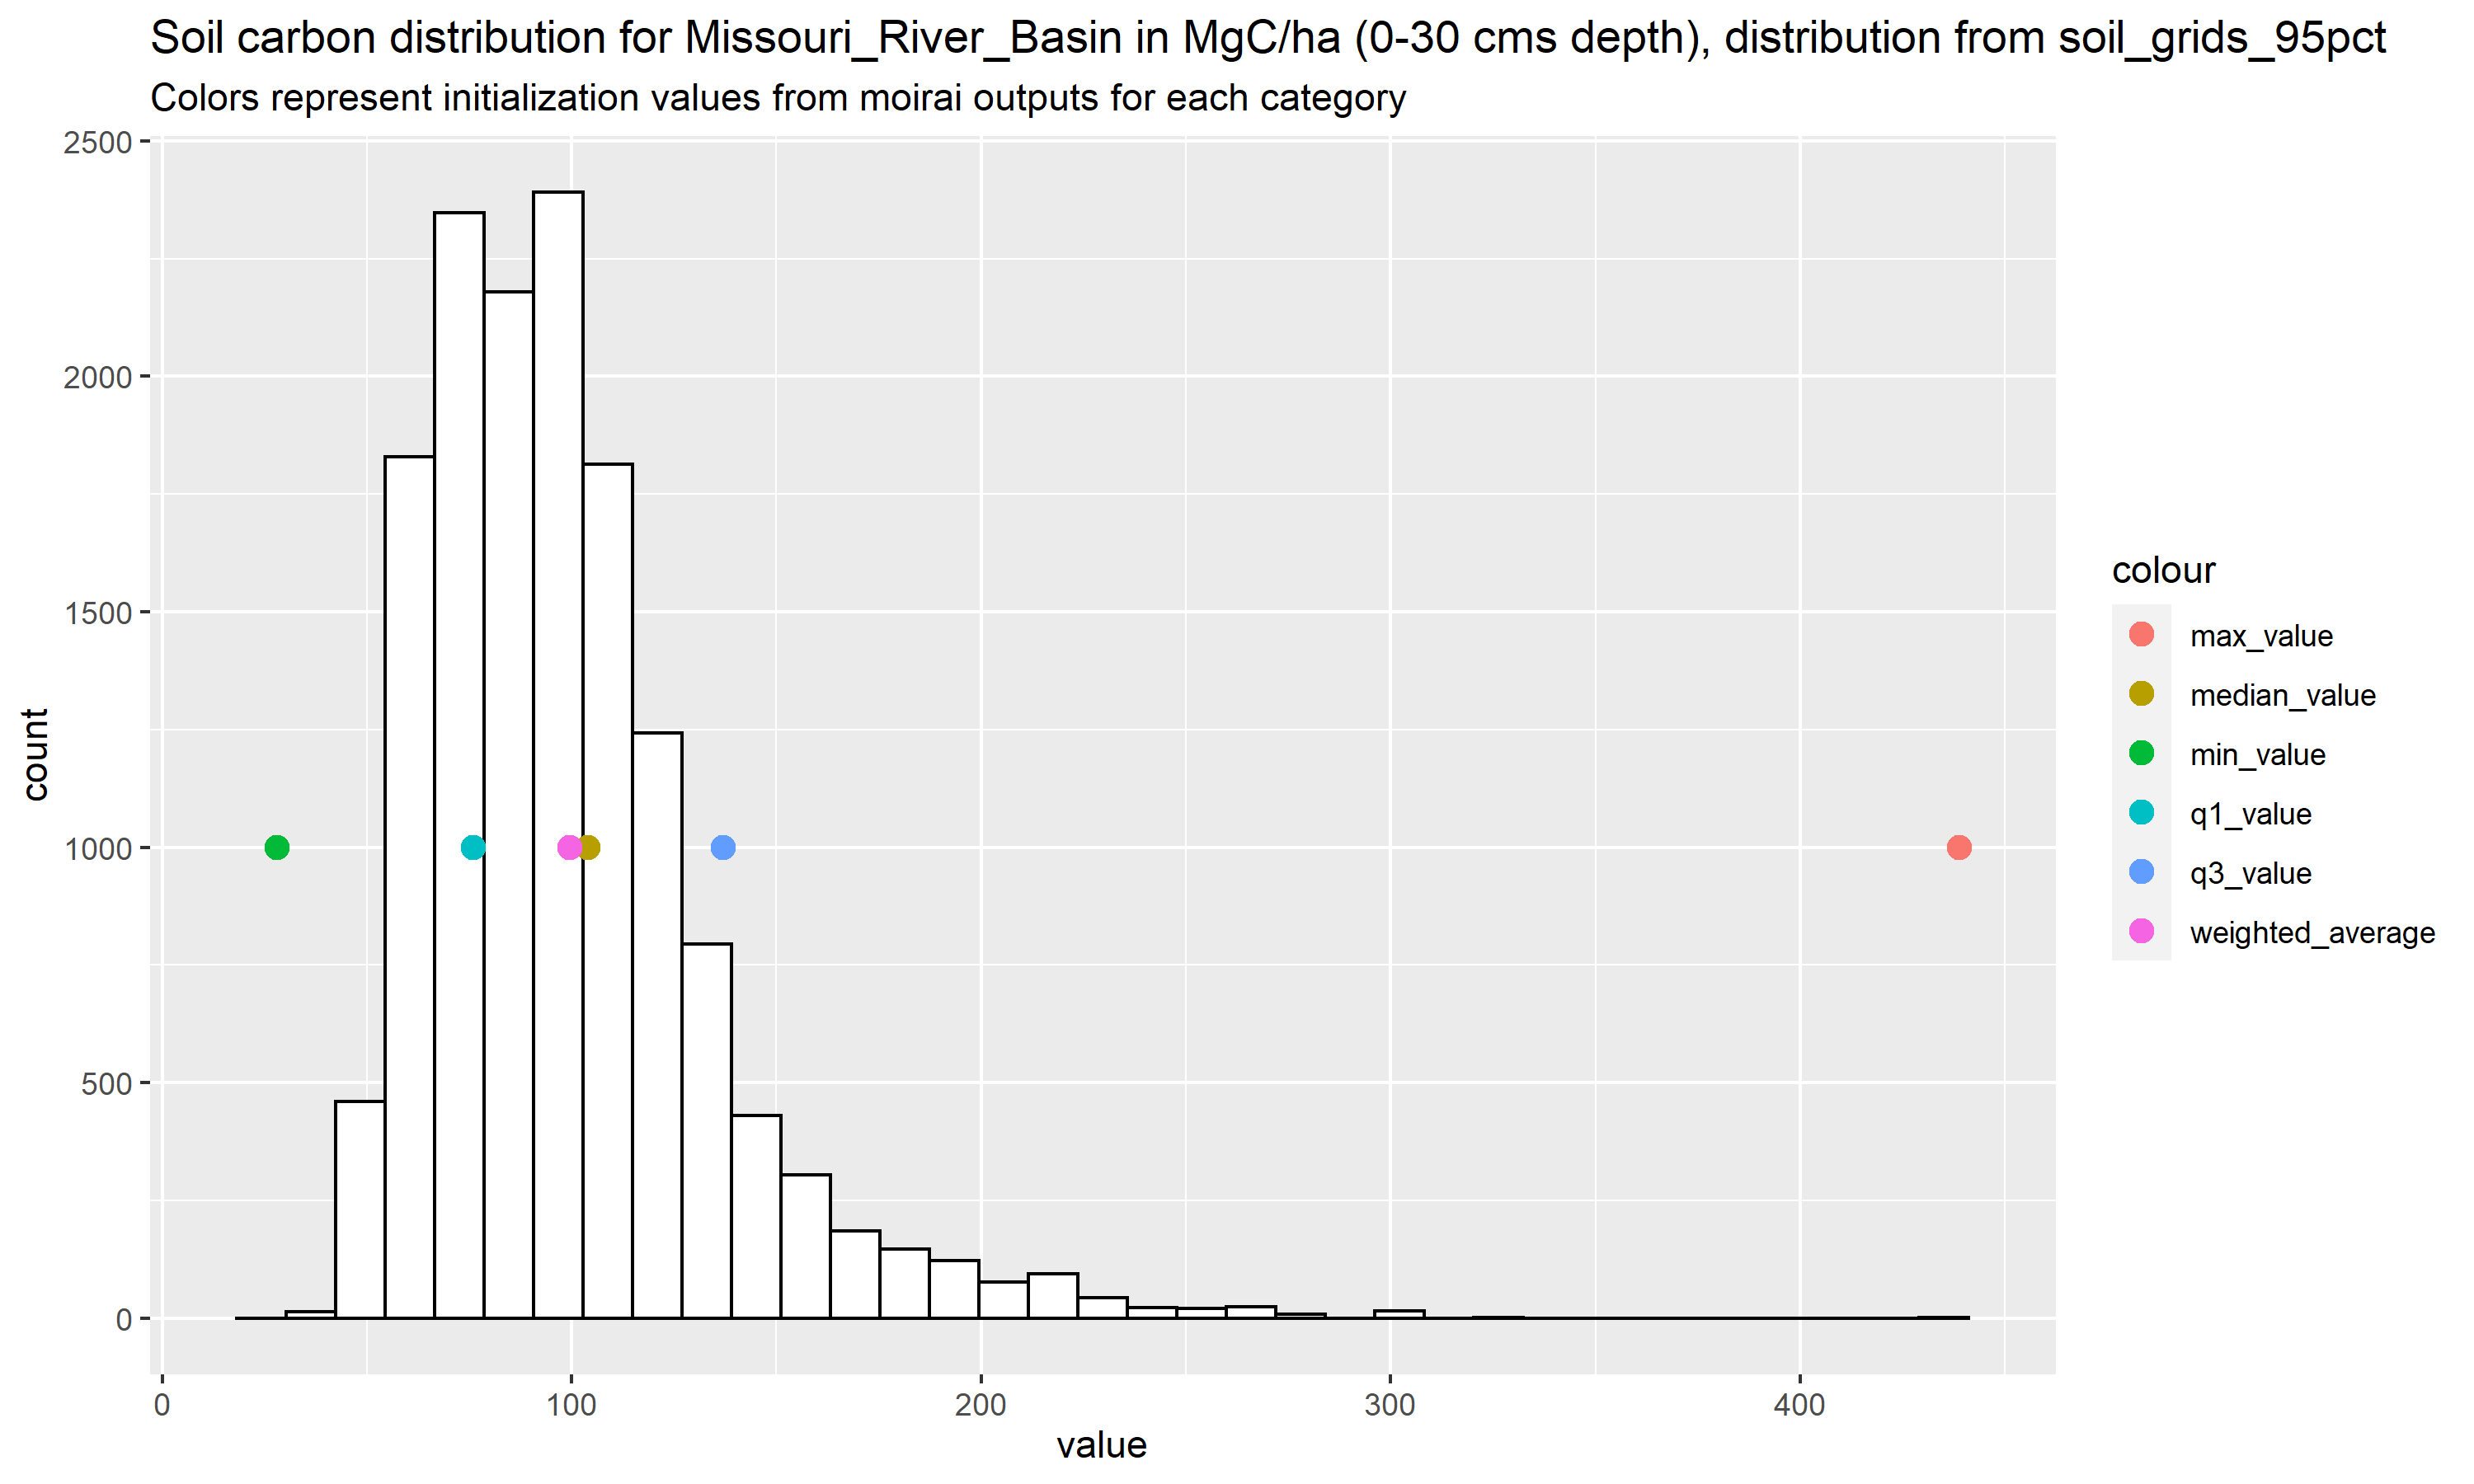 Soil carbon distribution for Missouri_River_Basin in MgC/ha (0-30 cms depth), distribution from soil_grids_95pct
Colors represent initialization values from moirai outputs for each category
2500
2000
1500
1000
500
0
count
0 100 200 300 400
value
colour
max_value
median_value
min_value
q1_value
q3_value
weighted_average